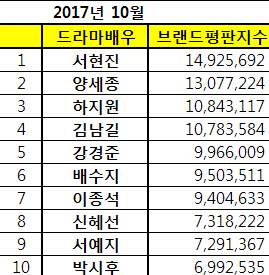 2017년 10월
드라마배우 브랜드평판지수
1 서현진 14,925,692
2 양세종 13,077,224
3 하지원 10,843,117
4 김남길 10,783,584
5 강경준 9,966,009
6 배수지 9,503,511
7 이종석 9,404,633
8 신혜선 7,318,222
9 서예지 7,291,367
10 박시후 6,992,535